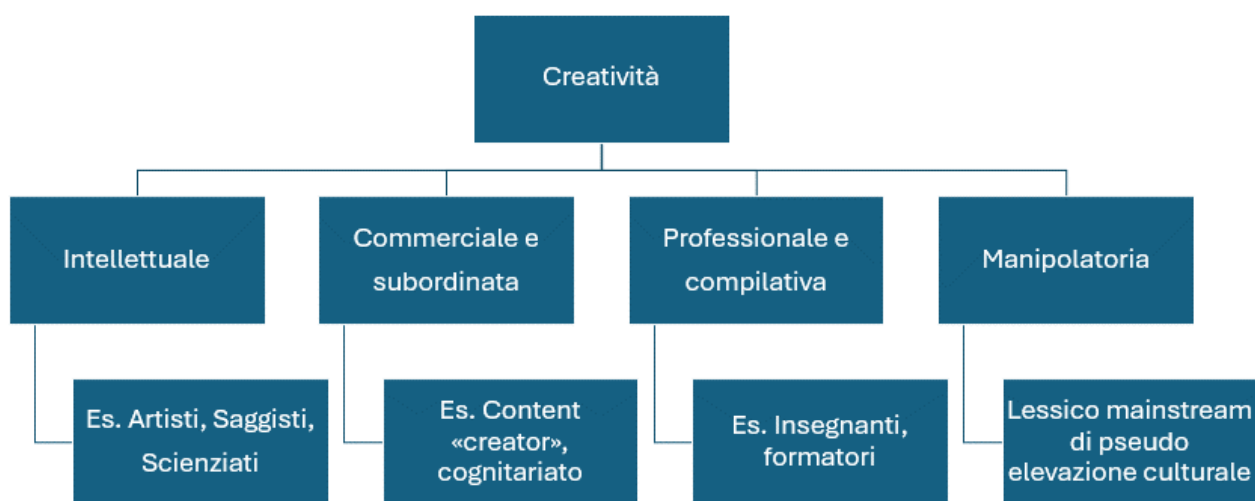 Creatività
Intellettuale
Commerciale e
subordinata
Professionale e
compilativa
Manipolatoria
Es. Artisti, Saggisti,
Scienziati
Es. Content
«creator»,
cognitariato
Es. Insegnanti,
formatori
Lessico mainstream
di pseudo
elevazione culturale